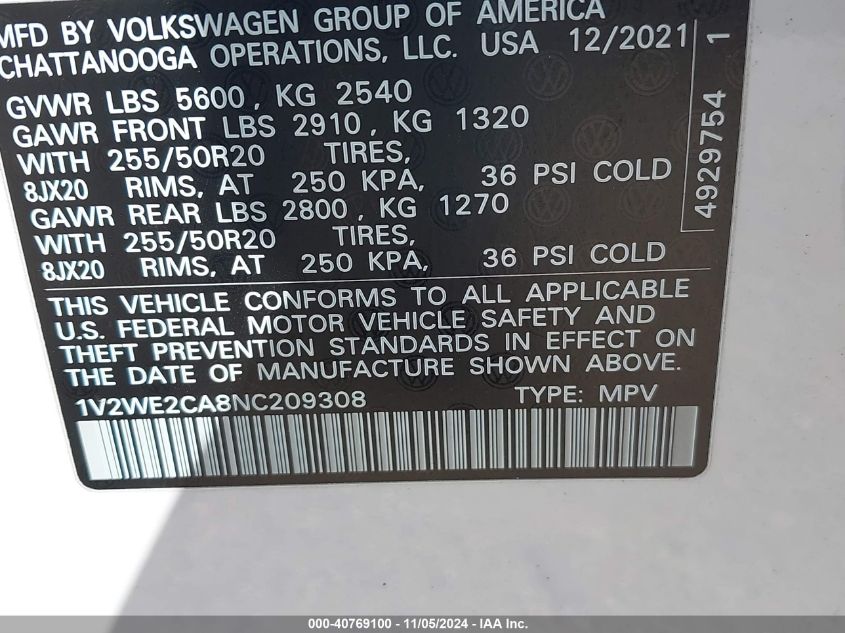 MFD BY VOLKSWAGEN GROUP OF AMERICA
CHATTANOOGA OPERATIONS, LLC. USA 12/2021
GVWR LBS 5600, KG 2540
GAWR FRONT LBS 2910, KG 1320
WITH 255/50R20 TIRES,
8JX20 RIMS, AT 250 KPA, 36 PSI COLD
GAWR REAR LBS 2800, KG 1270
WITH 255/50R20 TIRES,
8JX20 RIMS, AT 250 KPA, 36 PSI COLD
4929754 1
THIS VEHICLE CONFORMS TO ALL APPLICABLE
U.S. FEDERAL MOTOR VEHICLE SAFETY AND
THEFT PREVENTION STANDARDS IN EFFECT ON
THE DATE OF MANUFACTURE SHOWN ABOVE.
1V2WE2CA8NC209308 TYPE: MPV
000-40769100 - 11/05/2024 - IAA Inc.